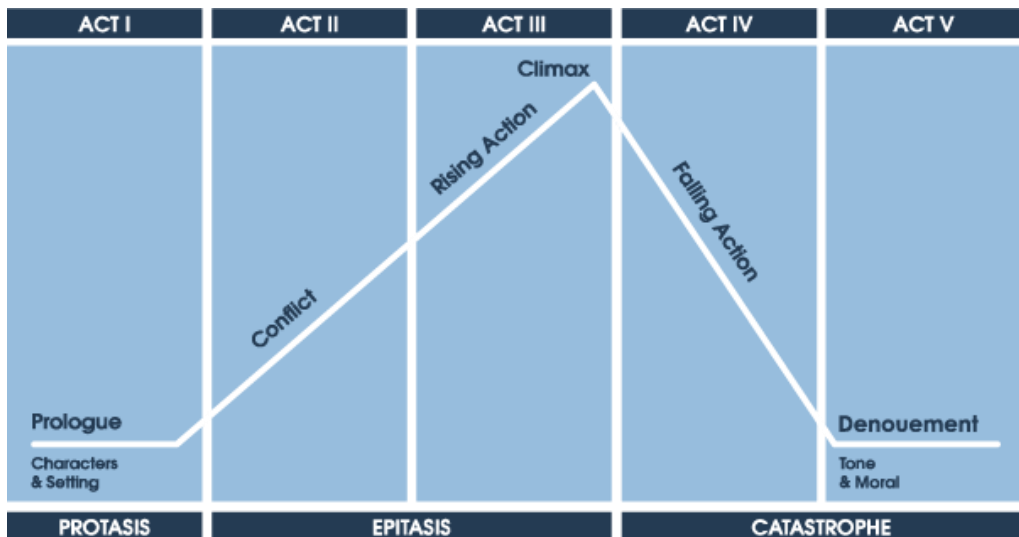 ACT I
ACT II
ACT III
ACT IV
ACT V
Climax
Rising Action
Falling Action
Conflict
Prologue
Characters
& Setting
Denouement
Tone
& Moral
PROTASIS
EPITASIS
CATASTROPHE